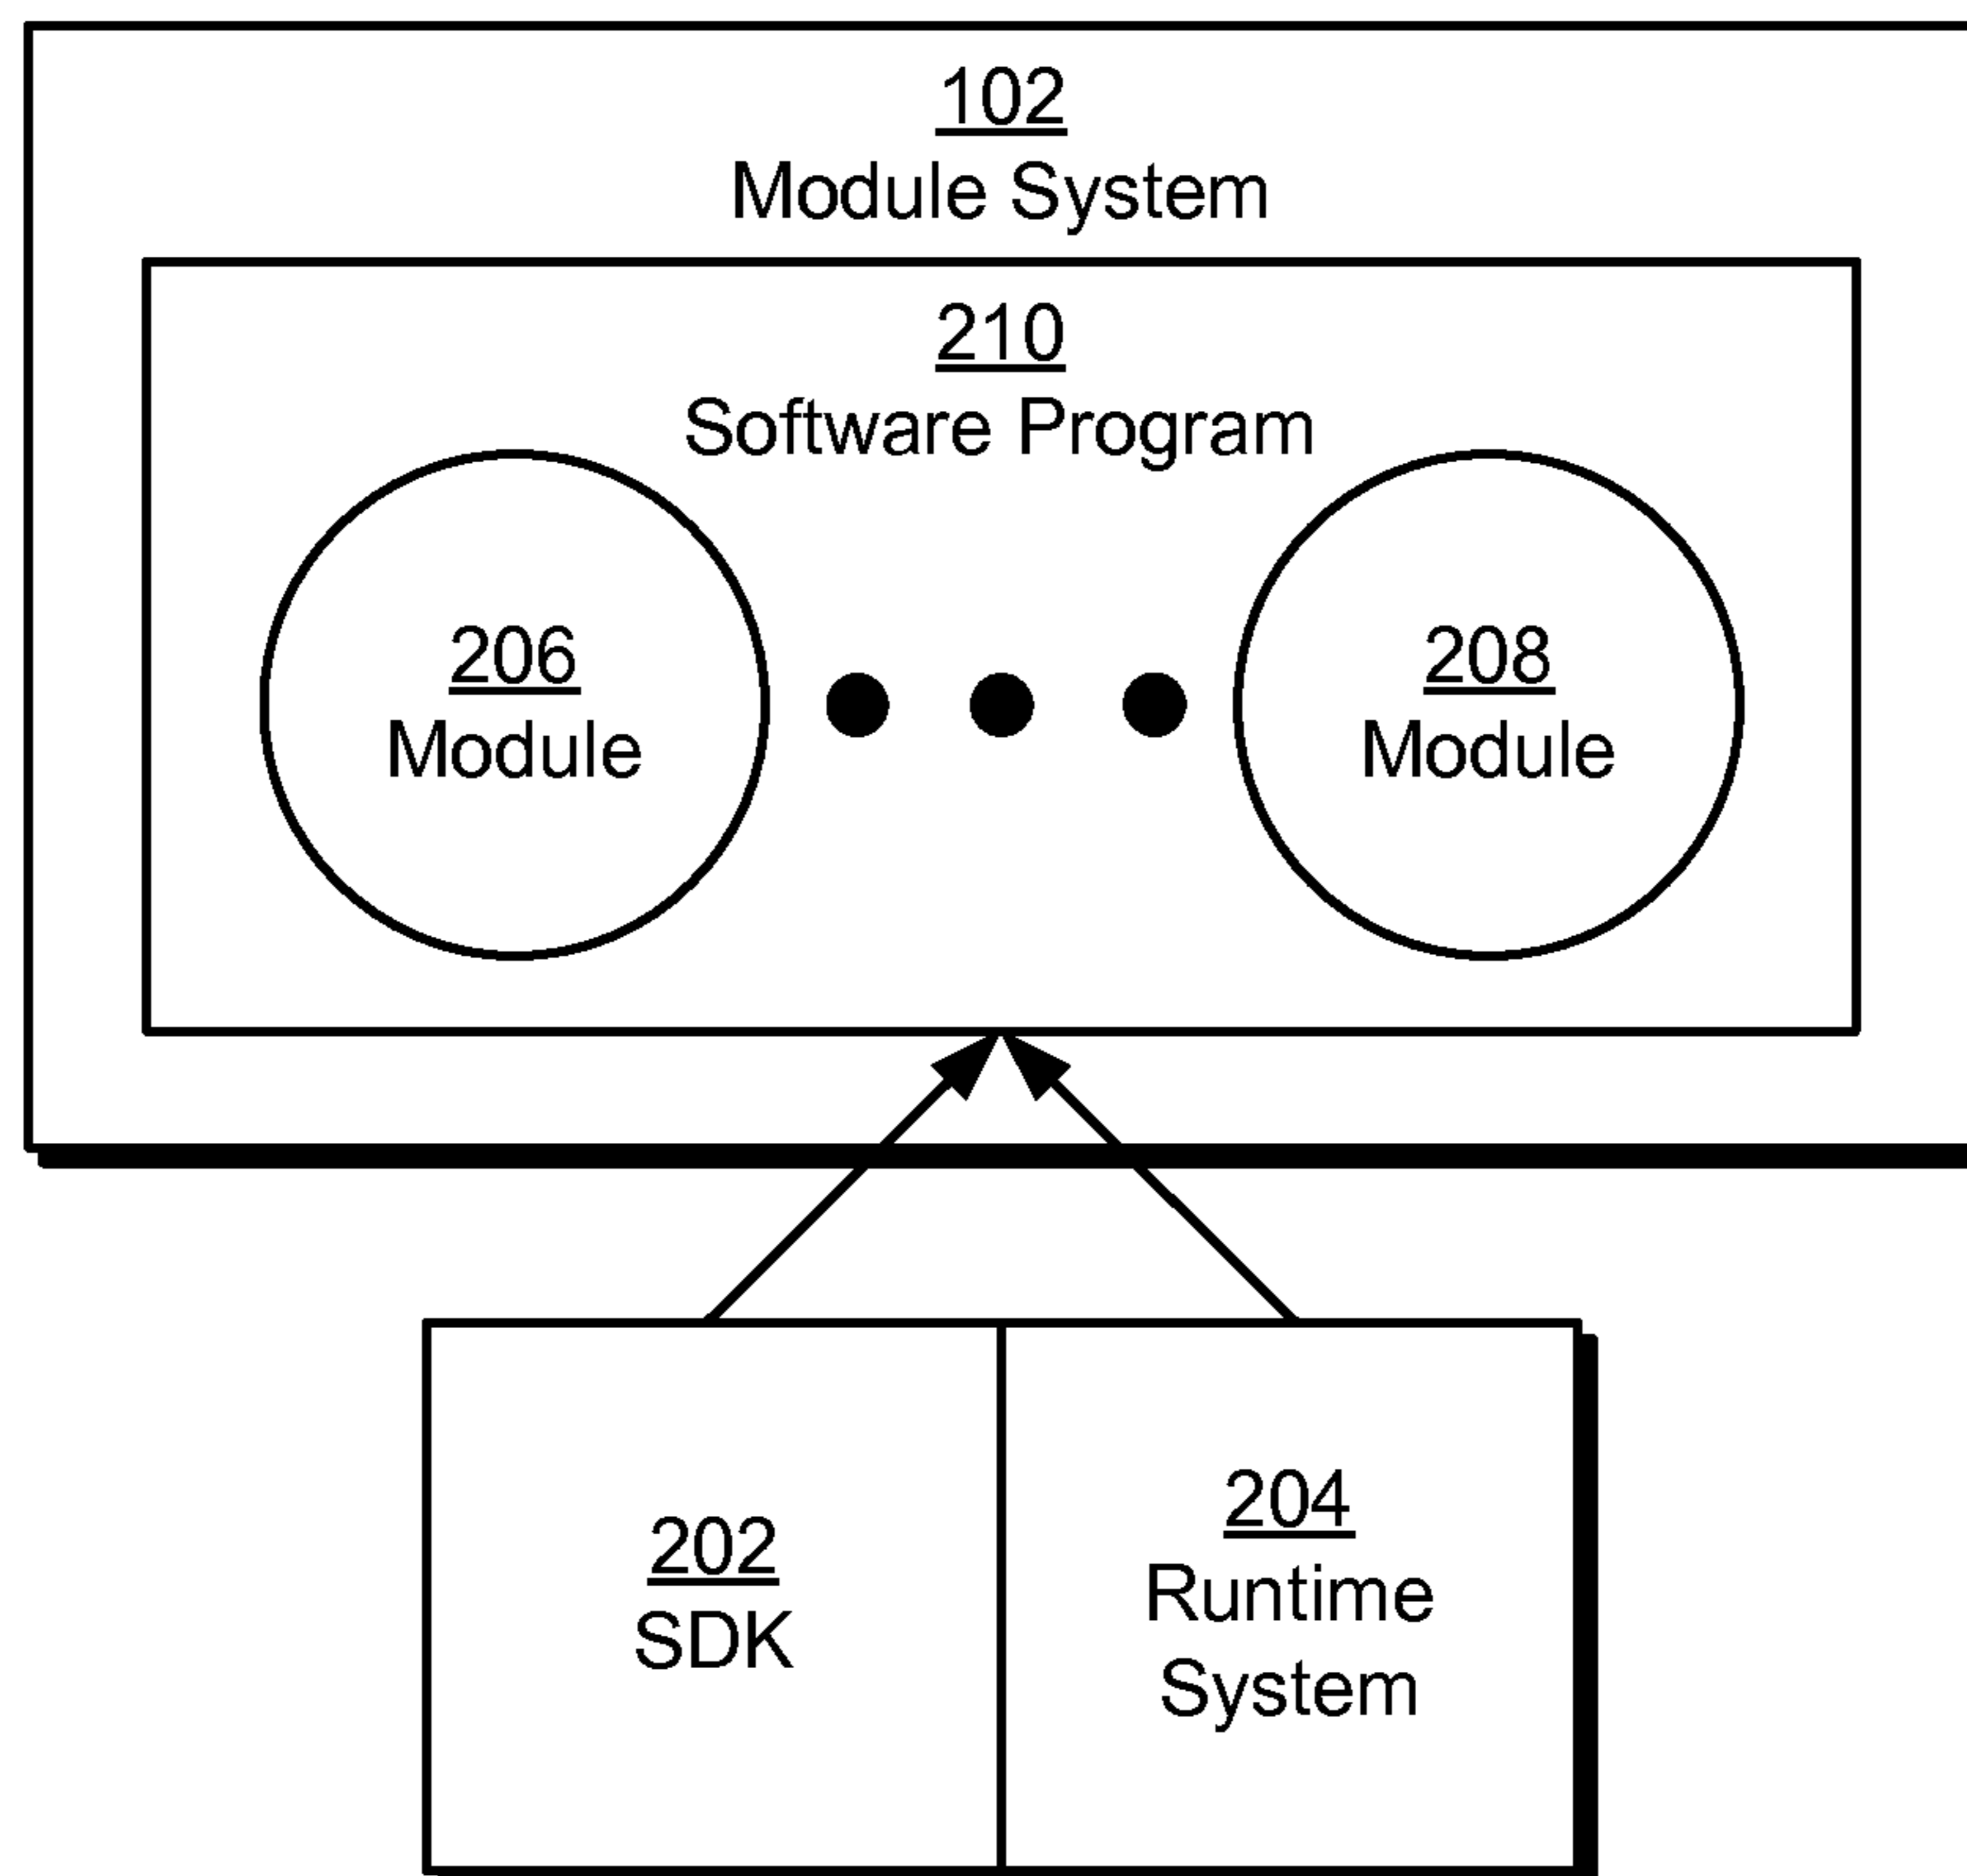 102
Module System
210
Software Program
206
Module
208
Module
202
SDK
204
Runtime
System